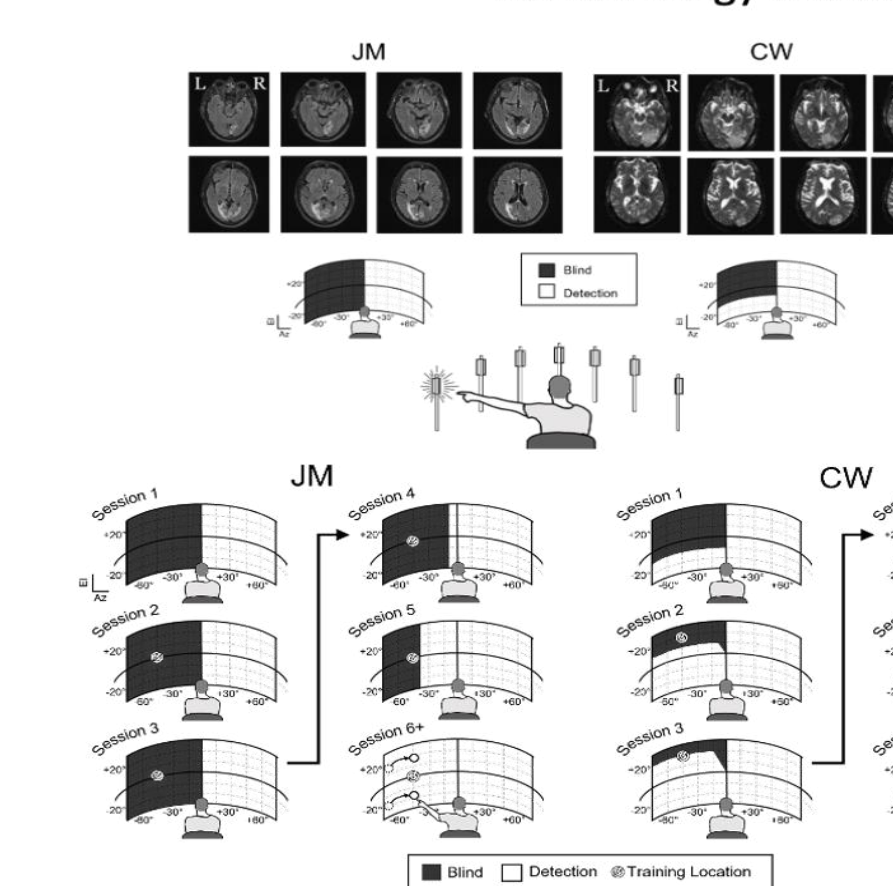 JM
CW
L R
L R
Blind
Detection
+20°
-20°
-60° -30° +30° +60°
El
Az
+20°
-20°
-60° -30° +30° +60°
El
Az
JM
CW
Session 1
+20°
-20°
-60° -30° +30° +60°
El
Az
Session 4
+20°
-20°
-60° -30° +30° +60°
Session 1
+20°
-20°
-60° -30° +30° +60°
Session 2
+20°
-20°
-60° -30° +30° +60°
Session 5
+20°
-20°
-60° -30° +30° +60°
Session 2
+20°
-20°
-60° -30° +30° +60°
Session 3
+20°
-20°
-60° -30° +30° +60°
Session 6+
+20°
-20°
-60° -30° +30° +60°
Session 3
+20°
-20°
-60° -30° +30° +60°
Blind Detection Training Location